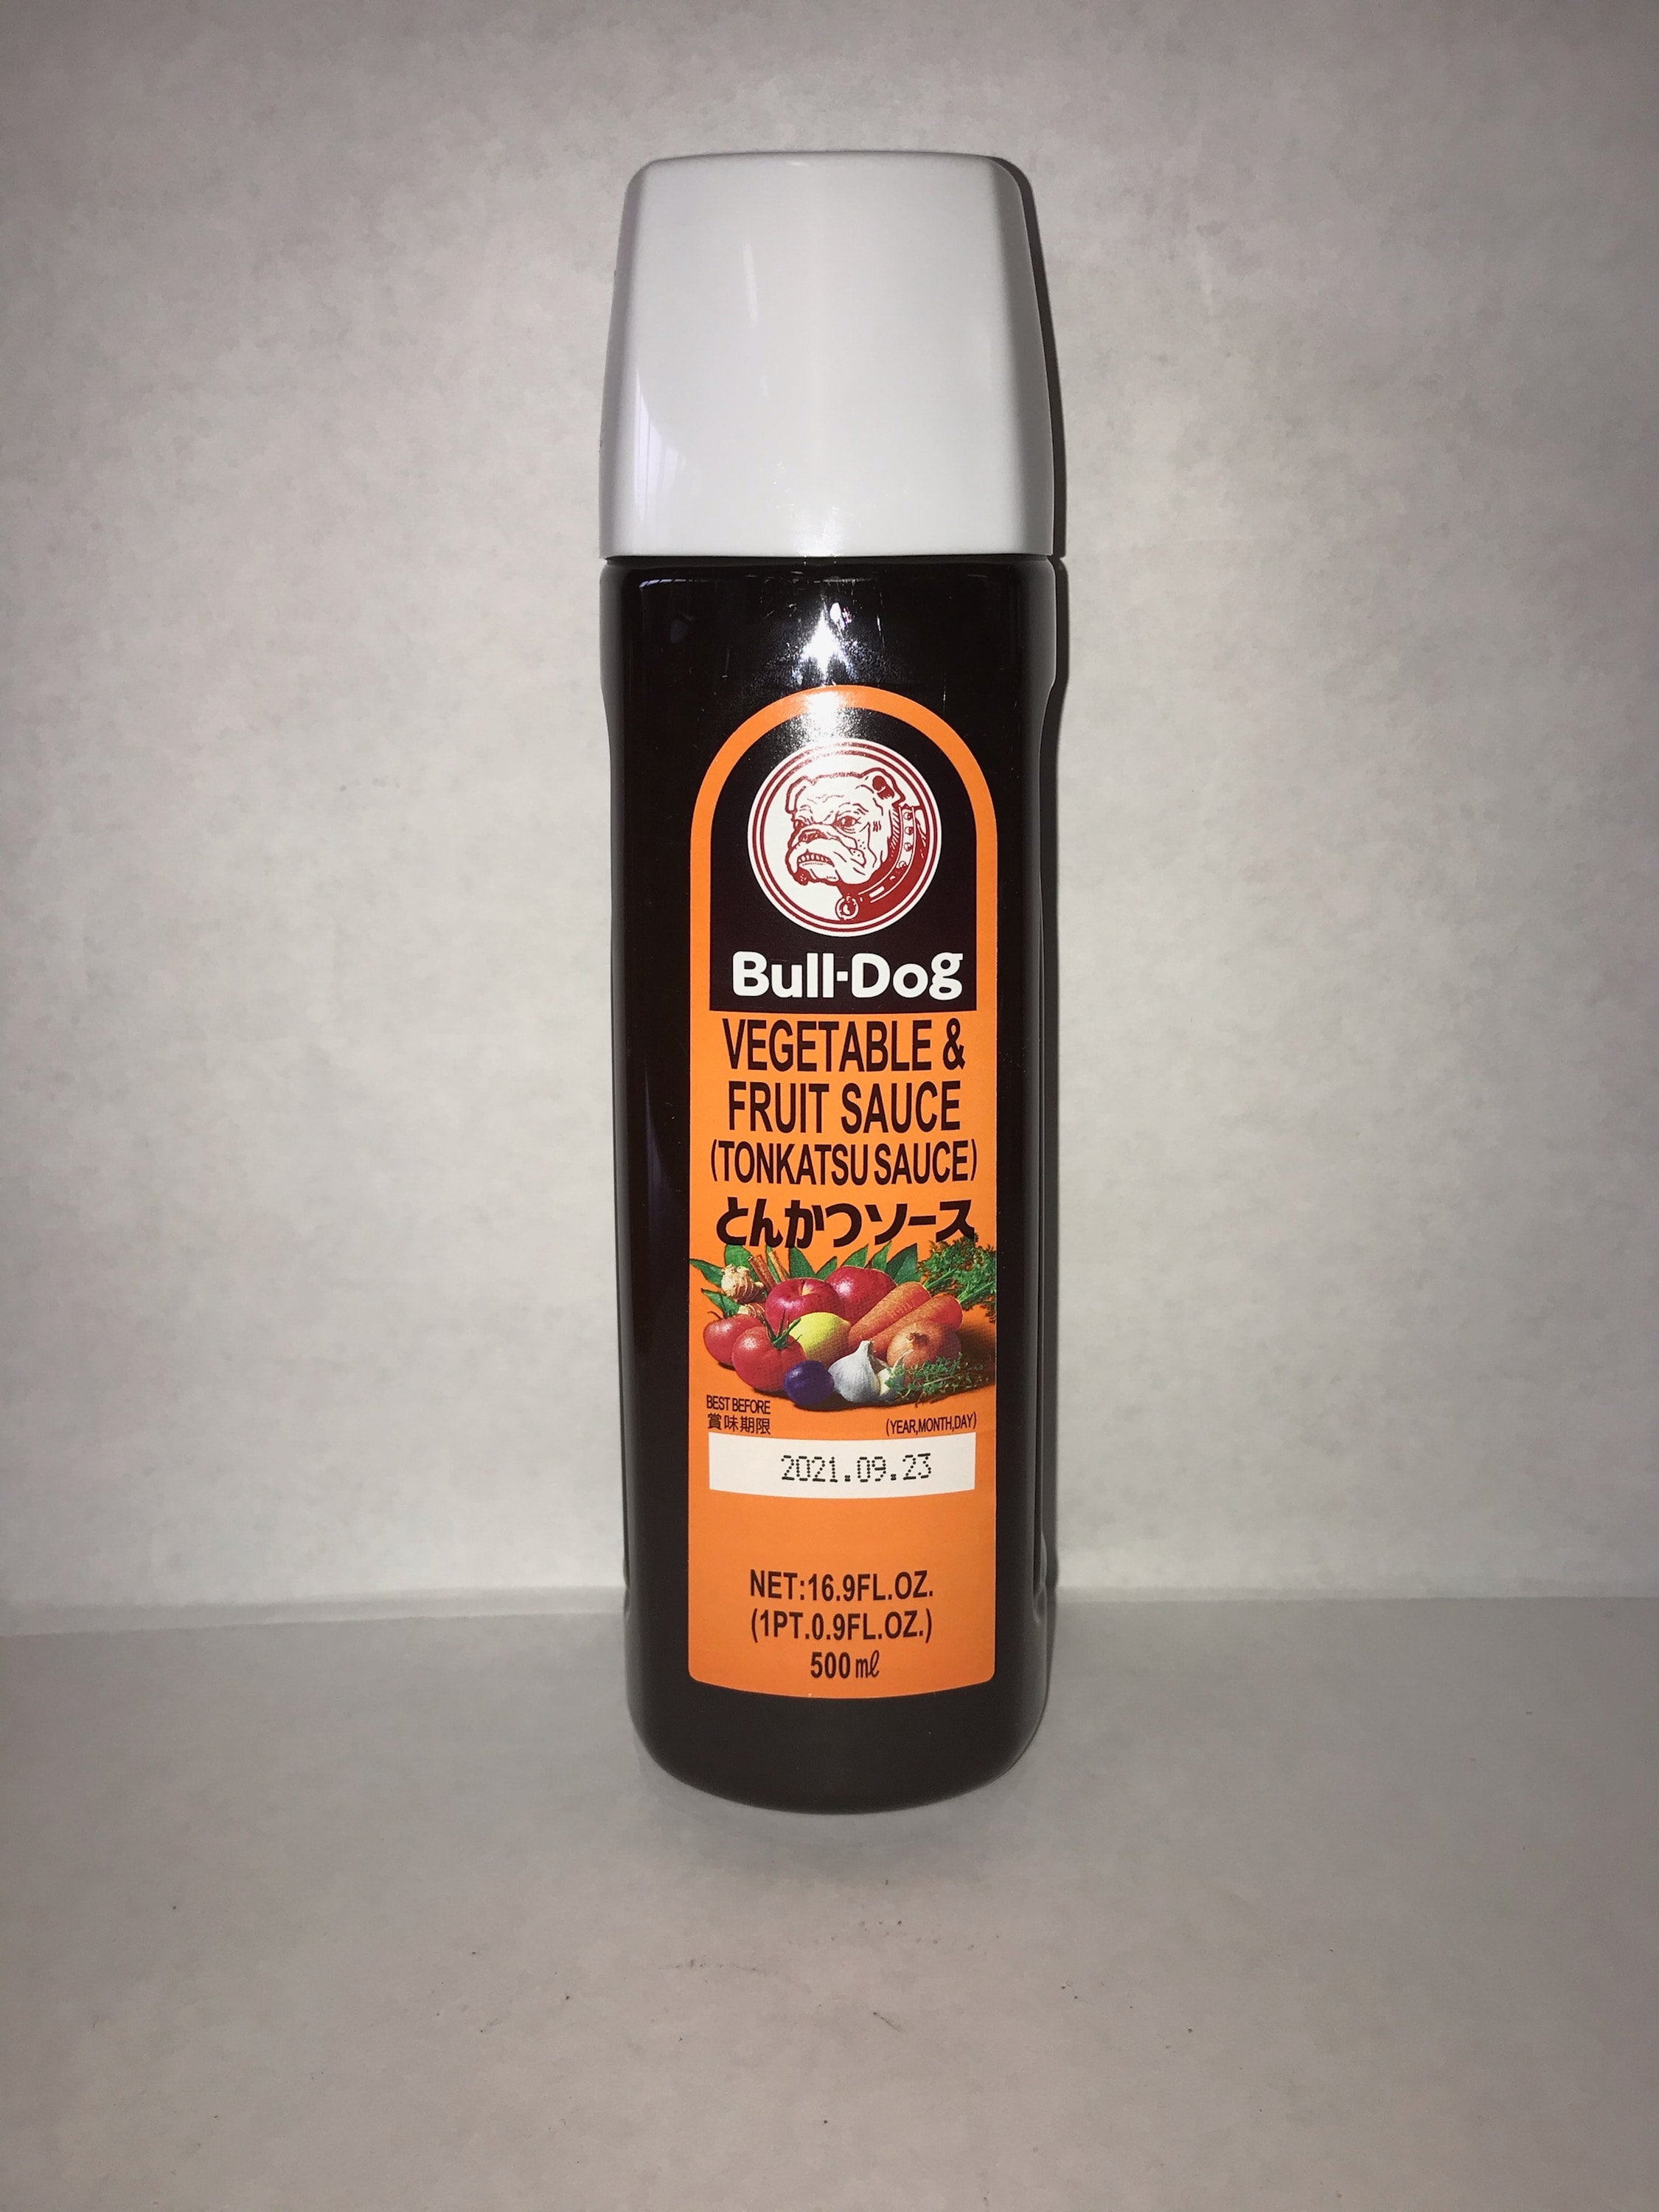 Bull-Dog
VEGETABLE &
FRUIT SAUCE
(TONKATSU SAUCE)
とんかつソース
BEST BEFORE
賞味期限
(YEAR,MONTH,DAY)
2021.09.23
NET:16.9FL.OZ.
(1PT.0.9FL.OZ.)
500ml